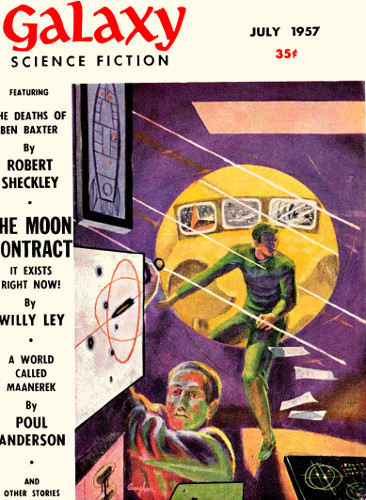 Galaxy
SCIENCE FICTION
JULY 1957
35¢
FEATURING
HE DEATHS OF
BEN BAXTER
By
ROBERT
SHECKLEY
•
HE MOON
ONTRACT
IT EXISTS
RIGHT NOW!
By
WILLY LEY
•
A WORLD
CALLED
MAANEREK
By
POUL
ANDERSON
•
AND
OTHER STORIES